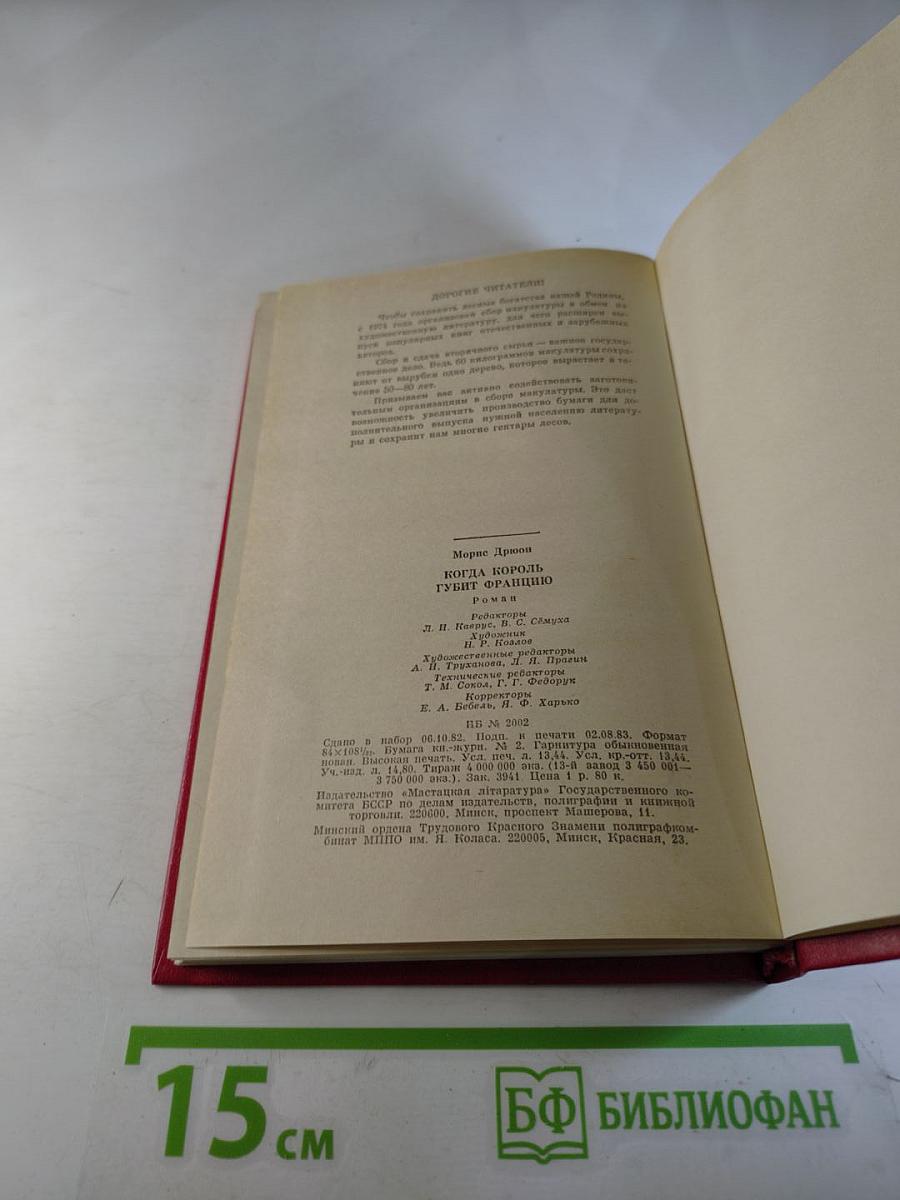 ДОРОГИЕ ЧИТАТЕЛИ!
Чтобы сохранить лесные богатства нашей Родины,
с 1974 года организован сбор макулатуры в обмен на
художественную литературу, для чего расширен вы-
пуск популярных книг отечественных и зарубежных
авторов.
Сбор и сдача вторичного сырья — важное государ-
ственное дело. Ведь 60 килограммов макулатуры сохра-
няют от вырубки одно дерево, которое вырастает в те-
чение 50—80 лет.
Призываем вас активно содействовать заготови-
тельным организациям в сборе макулатуры. Это даст
возможность увеличить производство бумаги для до-
полнительного выпуска нужной населению литерату-
ры и сохранит нам многие гектары лесов.
Морис Дрюон
КОГДА КОРОЛЬ
ГУБИТ ФРАНЦИЮ
Роман
Редакторы
Л. И. Каврус, В. С. Сёмуха
Художник
Н. Р. Козлов
Художественные редакторы
А. И. Труханова, Л. Я. Прагин
Технические редакторы
Т. М. Сокол, Г. Г. Федорук
Корректоры
Е. А. Бебель, Я. Ф. Харько
ИБ № 2002
Сдано в набор 06.10.82. Подп. к печати 02.08.83. Формат
84×108¹/₃₂. Бумага кн.-журн. № 2. Гарнитура обыкновенная
новая. Высокая печать. Усл. печ. л. 13,44. Усл. кр.-отт. 13,44.
Уч.-изд. л. 14,80. Тираж 4 000 000 экз. (13-й завод 3 450 001—
3 750 000 экз.). Зак. 3941. Цена 1 р. 80 к.
Издательство «Мастацкая літаратура» Государственного ко-
митета БССР по делам издательств, полиграфии и книжной
торговли. 220600. Минск, проспект Машерова, 11.
Минский ордена Трудового Красного Знамени полиграфком-
бинат МППО им. Я. Коласа. 220005, Минск, Красная, 23.
15 см
БФ БИБЛИОФАН